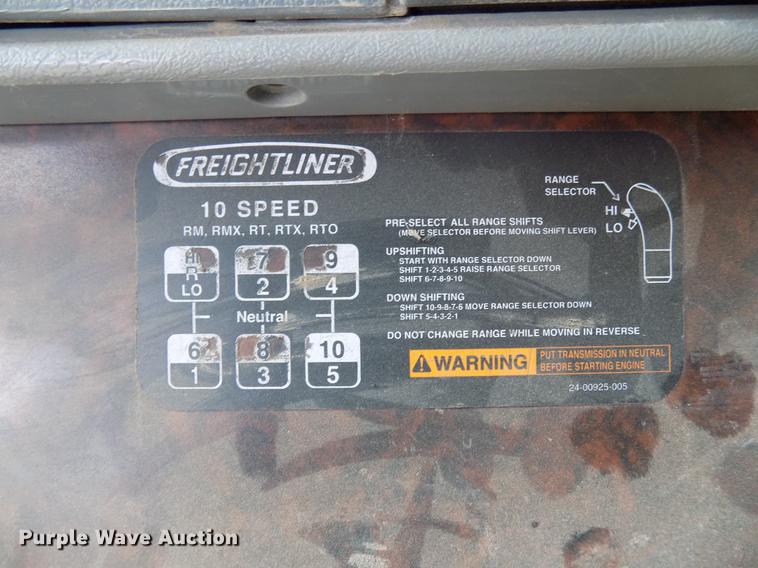 FREIGHTLINER
10 SPEED
RM, RMX, RT, RTX, RTO
HI
R
LO
7
2
9
4
Neutral
6
1
8
3
10
5
RANGE
SELECTOR
HI
LO
PRE-SELECT ALL RANGE SHIFTS
(MOVE SELECTOR BEFORE MOVING SHIFT LEVER)
UPSHIFTING
START WITH RANGE SELECTOR DOWN
SHIFT 1-2-3-4-5 RAISE RANGE SELECTOR
SHIFT 6-7-8-9-10
DOWN SHIFTING
SHIFT 10-9-8-7-6 MOVE RANGE SELECTOR DOWN
SHIFT 5-4-3-2-1
DO NOT CHANGE RANGE WHILE MOVING IN REVERSE
WARNING
PUT TRANSMISSION IN NEUTRAL
BEFORE STARTING ENGINE
24-00925-005
Purple Wave Auction